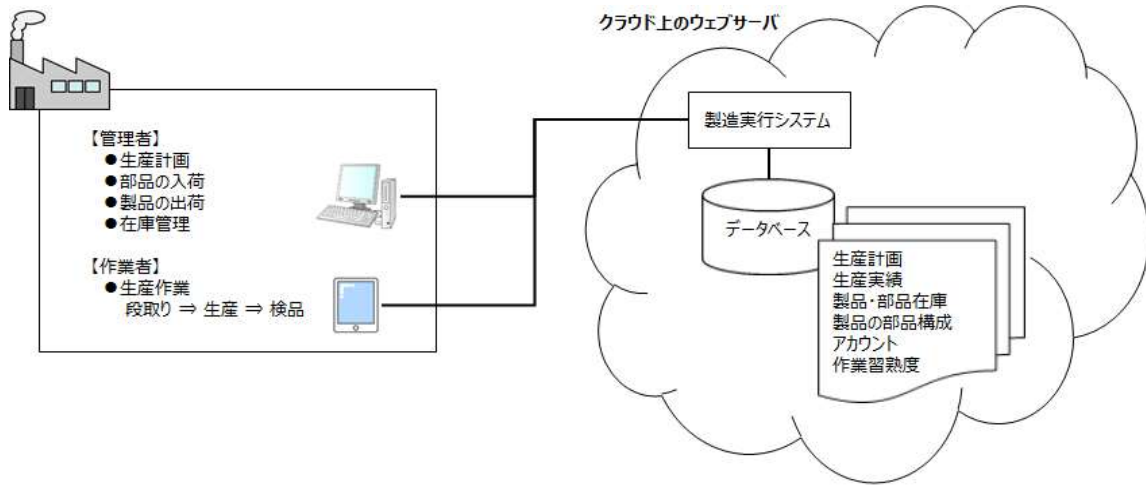 クラウド上のウェブサーバ
【管理者】
●生産計画
●部品の入荷
●製品の出荷
●在庫管理
【作業者】
●生産作業
段取り ⇒ 生産 ⇒ 検品
製造実行システム
データベース
生産計画
生産実績
製品・部品在庫
製品の部品構成
アカウント
作業習熟度